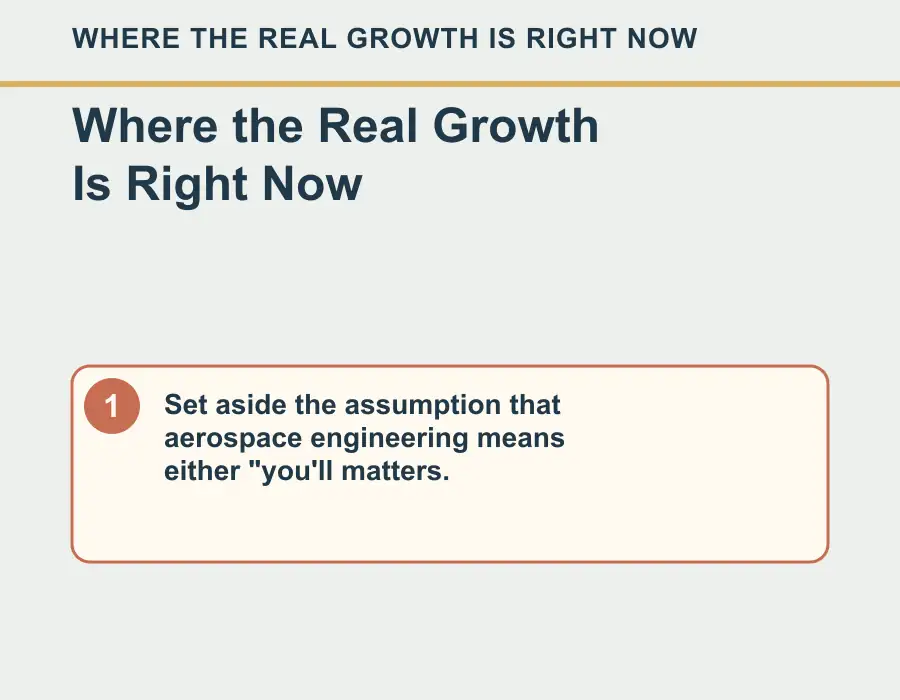 WHERE THE REAL GROWTH IS RIGHT NOW
Where the Real Growth
Is Right Now
1
Set aside the assumption that
aerospace engineering means
either "you'll matters.